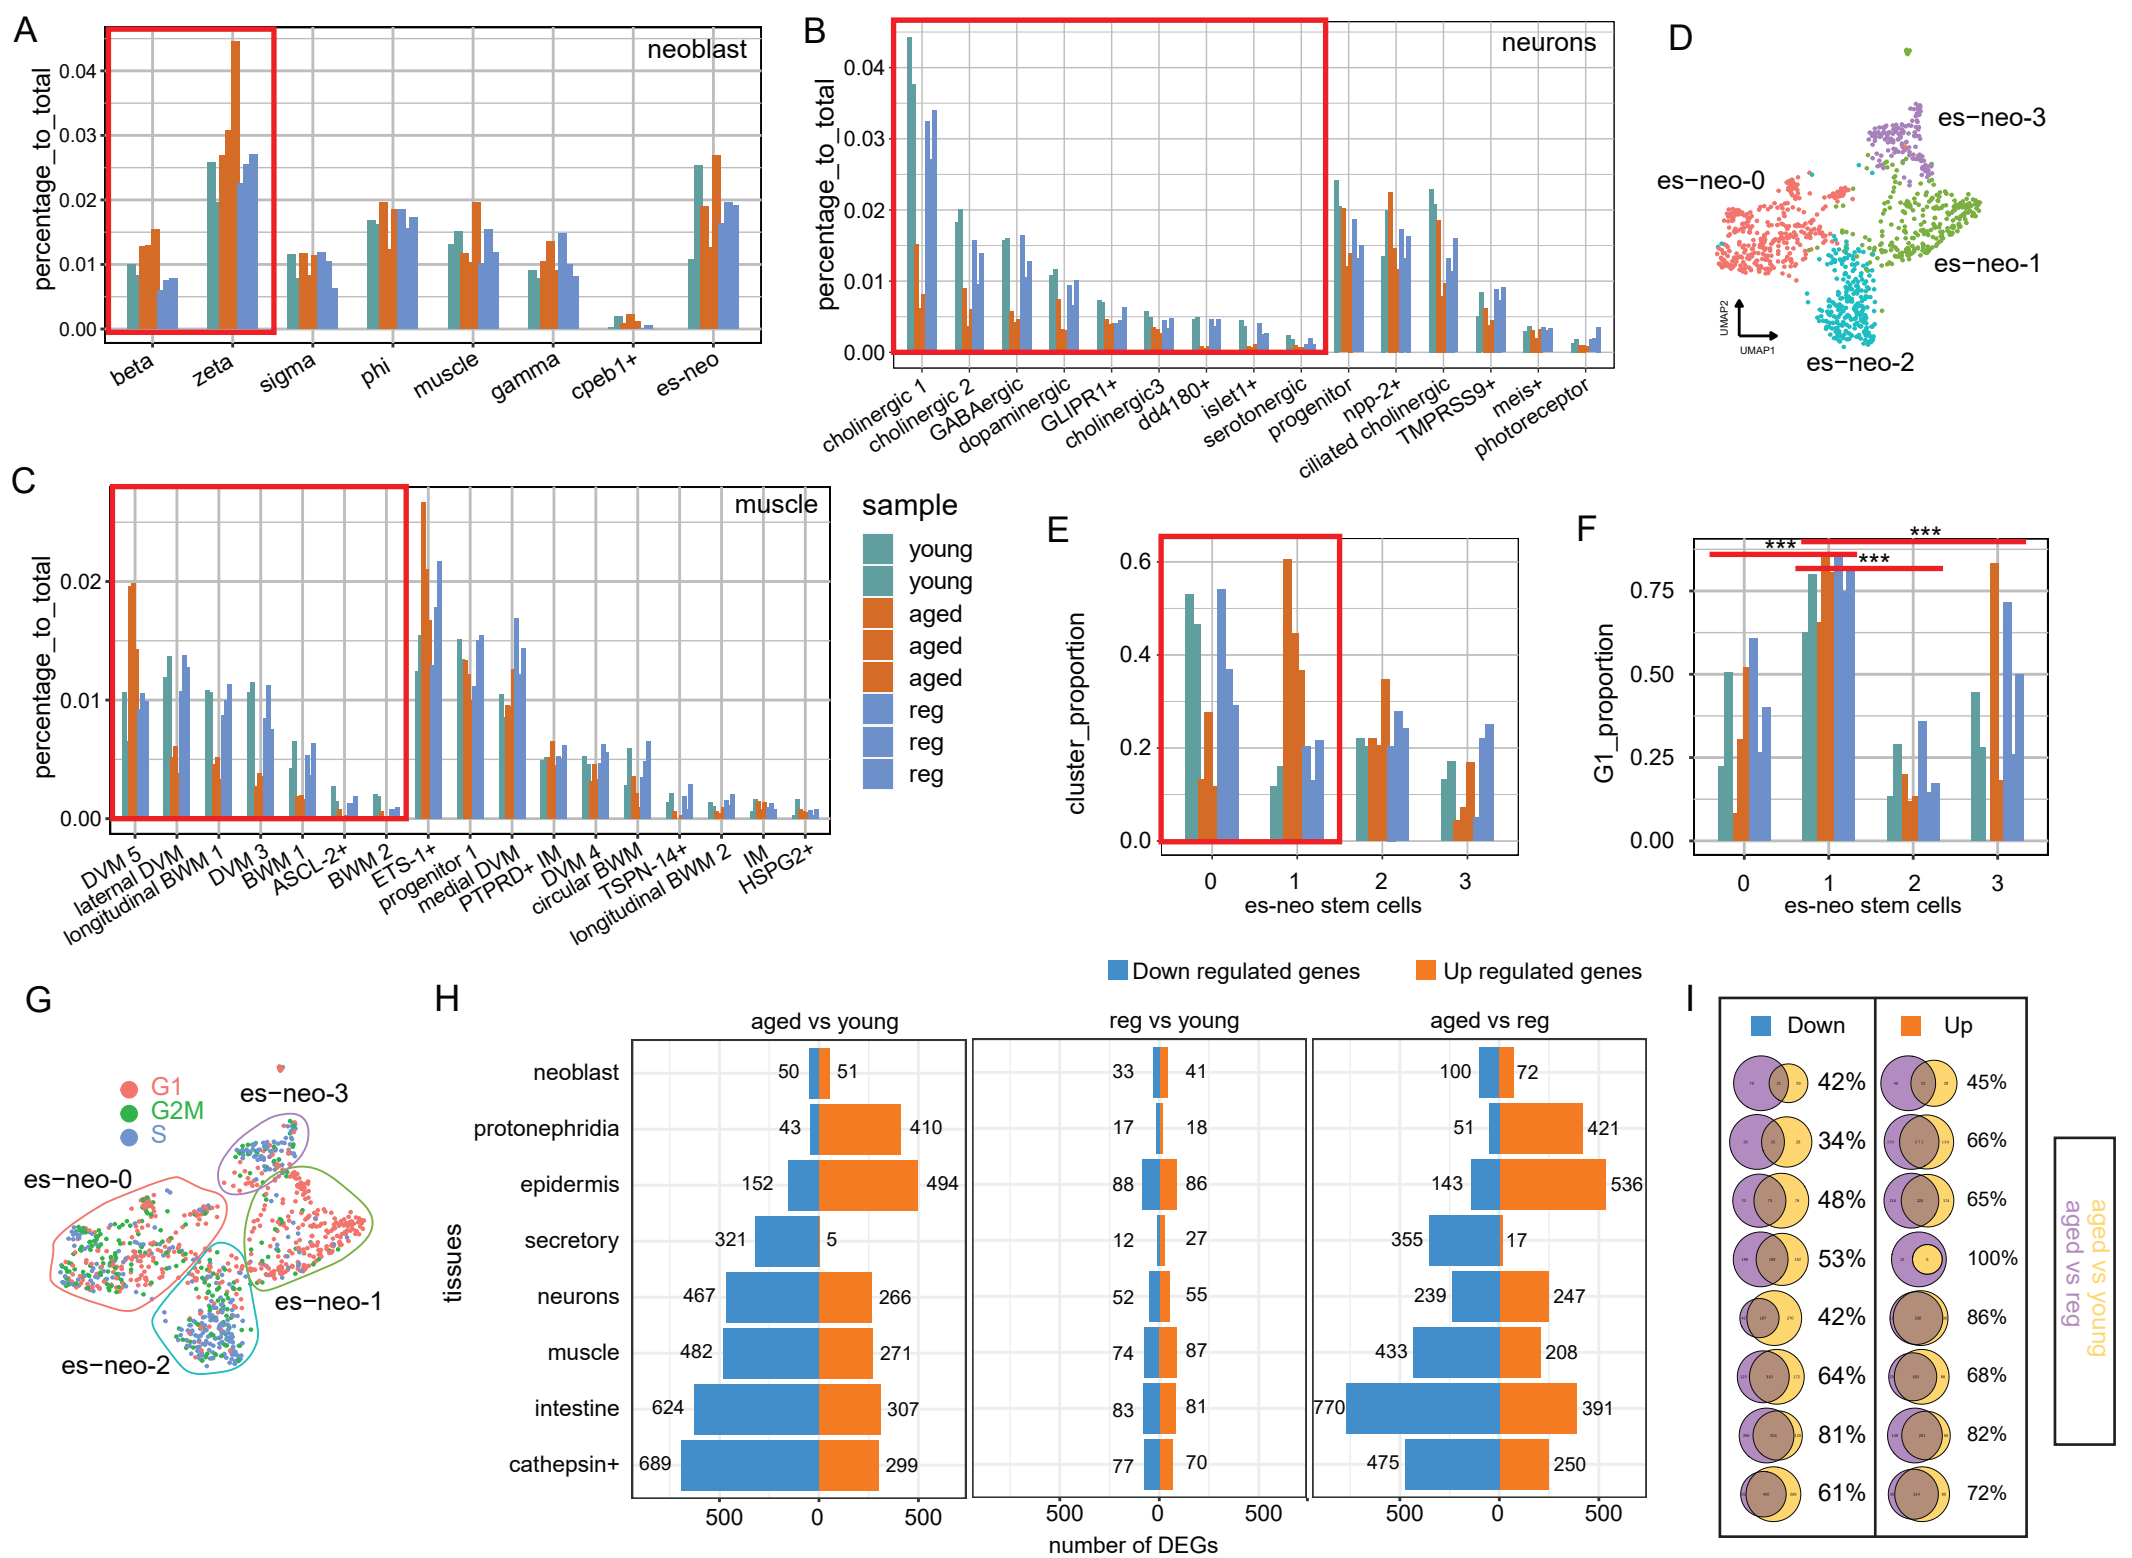 A
neoblast
percentage_to_total
0.04
0.03
0.02
0.01
0.00
beta
zeta
sigma
phi
muscle
gamma
cpeb1+
es-neo
B
neurons
percentage_to_total
0.04
0.03
0.02
0.01
0.00
cholinergic 1
cholinergic 2
GABAergic
dopaminergic
GLIPR1+
cholinergic3
dd4180+
islet1+
serotonergic
progenitor
npp-2+
ciliated cholinergic
TMPRSS9+
meis+
photoreceptor
D
es-neo-3
es-neo-0
es-neo-1
es-neo-2
UMAP2
UMAP1
C
muscle
percentage_to_total
0.02
0.01
0.00
DVM 5
laternal DVM
longitudinal BWM 1
DVM 3
BWM 1
ASCL-2+
BWM 2
ETS-1+
progenitor 1
medial DVM
PTPRD+ IM
DVM 4
circular BWM
TSPN-14+
longitudinal BWM 2
IM
HSPG2+
sample
young
young
aged
aged
aged
reg
reg
reg
E
cluster_proportion
0.6
0.4
0.2
0.0
0 1 2 3
es-neo stem cells
F
***
***
***
G1_proportion
0.75
0.50
0.25
0.00
0 1 2 3
es-neo stem cells
G
G1
G2M
S
es-neo-3
es-neo-0
es-neo-1
es-neo-2
H
Down regulated genes Up regulated genes
aged vs young reg vs young aged vs reg
tissues
neoblast 50 51 33 41 100 72
protonephridia 43 410 17 18 51 421
epidermis 152 494 88 86 143 536
secretory 321 5 12 27 355 17
neurons 467 266 52 55 239 247
muscle 482 271 74 87 433 208
intestine 624 307 83 81 770 391
cathepsin+ 689 299 77 70 475 250
500 0 500 500 0 500 500 0 500
number of DEGs
I
Down Up
42% 45%
34% 66%
48% 65%
53% 100%
42% 86%
64% 68%
81% 82%
61% 72%
aged vs young
aged vs reg